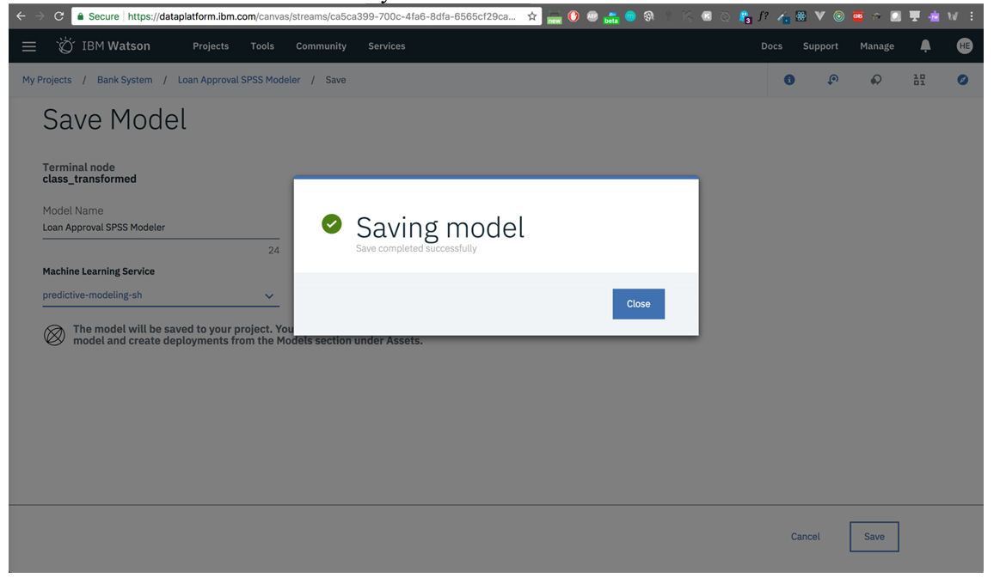 Secure https://dataplatform.ibm.com/canvas/streams/ca5ca399-700c-4fa6-8dfa-6565cf29ca...
new
beta
3
f?
CORS
IBM Watson Projects Tools Community Services Docs Support Manage HE
My Projects / Bank System / Loan Approval SPSS Modeler / Save
Save Model
Terminal node
class_transformed
Model Name
Loan Approval SPSS Modeler
24
Machine Learning Service
predictive-modeling-sh
The model will be saved to your project. You
model and create deployments from the Models section under Assets.
Saving model
Save completed successfully
Close
Cancel Save